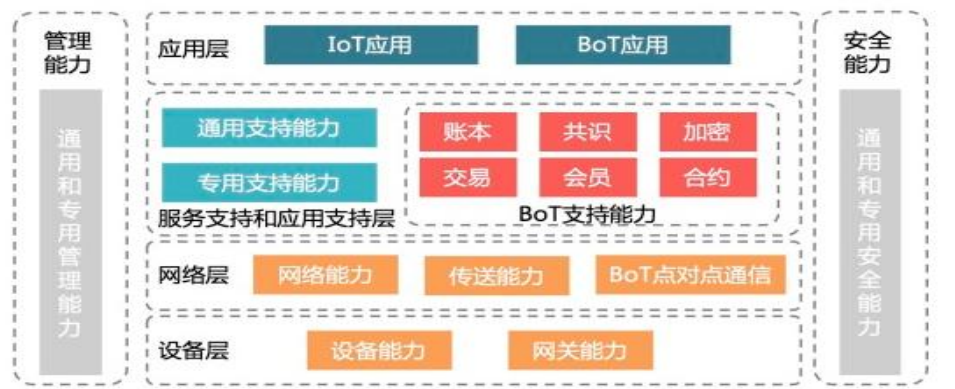 管理
能力
通用和专用管理能力
应用层
IoT应用
BoT应用
通用支持能力
专用支持能力
服务支持和应用支持层
账本
共识
加密
交易
会员
合约
BoT支持能力
网络层
网络能力
传送能力
BoT点对点通信
设备层
设备能力
网关能力
安全
能力
通用和专用安全能力